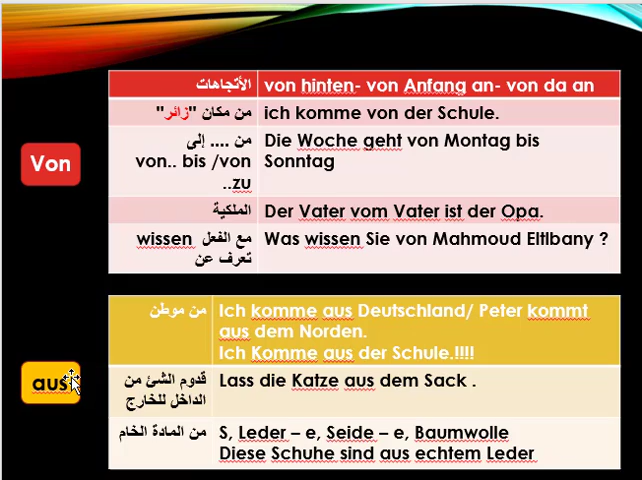 Von
الأتجاهات von hinten- von Anfang an- von da an
من مكان "زائر" ich komme von der Schule.
من .... إلى Die Woche geht von Montag bis
von.. bis /von Sonntag
zu..
الملكية Der Vater vom Vater ist der Opa.
مع الفعل wissen Was wissen Sie von Mahmoud Eltlbany ?
تعرف عن
aus
من موطن Ich komme aus Deutschland/ Peter kommt
aus dem Norden.
Ich Komme aus der Schule.!!!!
قدوم الشئ من Lass die Katze aus dem Sack .
الداخل للخارج
من المادة الخام S, Leder – e, Seide – e, Baumwolle
Diese Schuhe sind aus echtem Leder